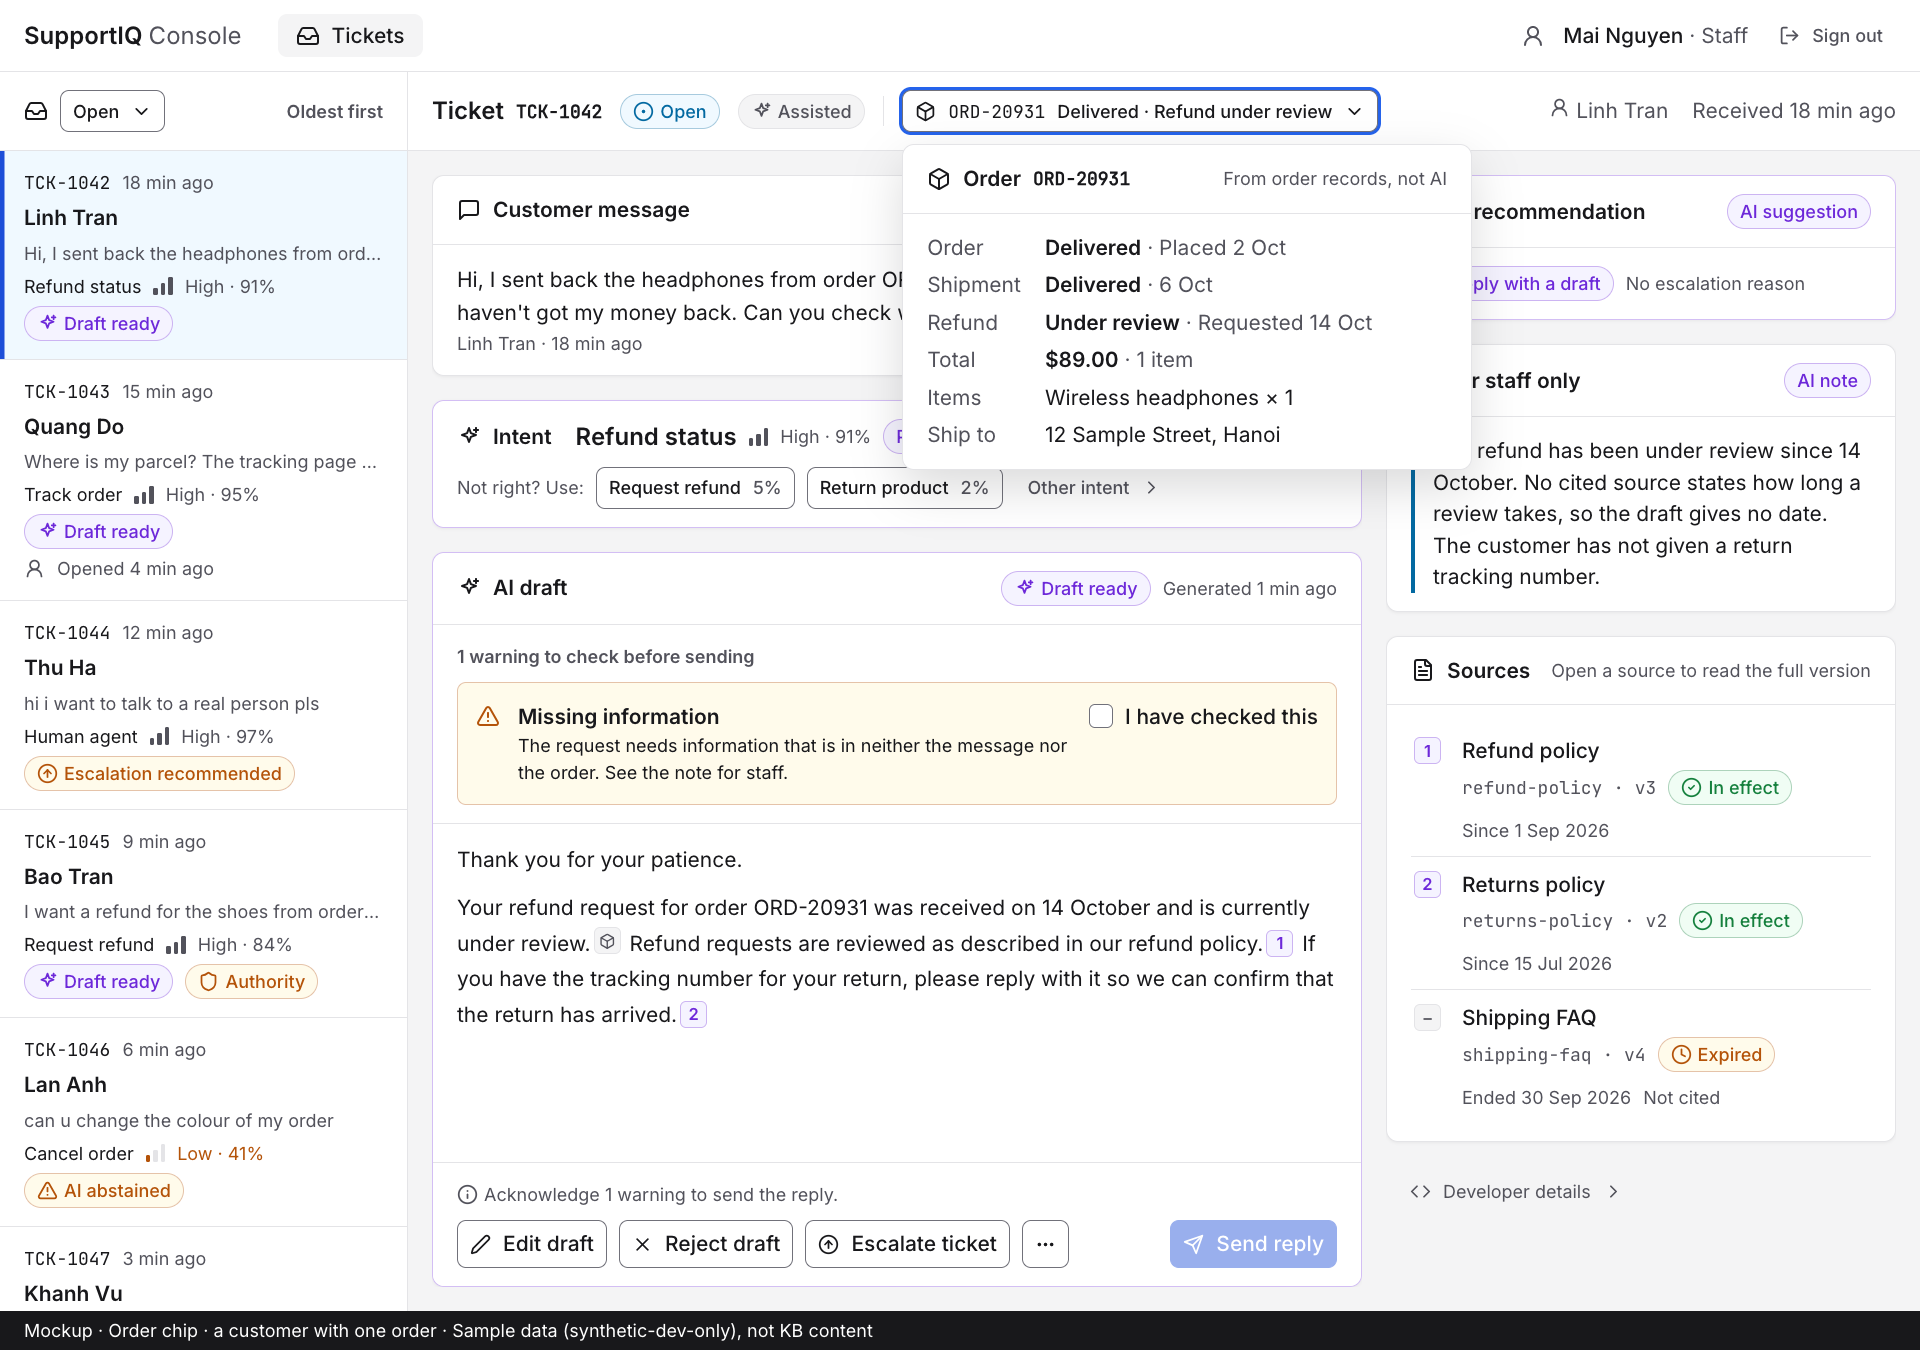 SupportIQ Console
Tickets
Mai Nguyen · Staff
Sign out
Open
Oldest first
TCK-1042 18 min ago
Linh Tran
Hi, I sent back the headphones from ord...
Refund status High · 91%
Draft ready
TCK-1043 15 min ago
Quang Do
Where is my parcel? The tracking page ...
Track order High · 95%
Draft ready
Opened 4 min ago
TCK-1044 12 min ago
Thu Ha
hi i want to talk to a real person pls
Human agent High · 97%
Escalation recommended
TCK-1045 9 min ago
Bao Tran
I want a refund for the shoes from order...
Request refund High · 84%
Draft ready Authority
TCK-1046 6 min ago
Lan Anh
can u change the colour of my order
Cancel order Low · 41%
AI abstained
TCK-1047 3 min ago
Khanh Vu
Ticket TCK-1042 Open Assisted
ORD-20931 Delivered · Refund under review
Linh Tran Received 18 min ago
Order ORD-20931 From order records, not AI
Order Delivered · Placed 2 Oct
Shipment Delivered · 6 Oct
Refund Under review · Requested 14 Oct
Total $89.00 · 1 item
Items Wireless headphones × 1
Ship to 12 Sample Street, Hanoi
Customer message
Hi, I sent back the headphones from order
haven't got my money back. Can you check
Linh Tran · 18 min ago
Intent Refund status High · 91%
Not right? Use: Request refund 5% Return product 2% Other intent
AI draft Draft ready Generated 1 min ago
1 warning to check before sending
Missing information I have checked this
The request needs information that is in neither the message nor
the order. See the note for staff.
Thank you for your patience.
Your refund request for order ORD-20931 was received on 14 October and is currently
under review. Refund requests are reviewed as described in our refund policy. 1 If
you have the tracking number for your return, please reply with it so we can confirm that
the return has arrived. 2
Acknowledge 1 warning to send the reply.
Edit draft Reject draft Escalate ticket ... Send reply
recommendation AI suggestion
ply with a draft No escalation reason
r staff only AI note
refund has been under review since 14
October. No cited source states how long a
review takes, so the draft gives no date.
The customer has not given a return
tracking number.
Sources Open a source to read the full version
1 Refund policy
refund-policy · v3 In effect
Since 1 Sep 2026
2 Returns policy
returns-policy · v2 In effect
Since 15 Jul 2026
– Shipping FAQ
shipping-faq · v4 Expired
Ended 30 Sep 2026 Not cited
Developer details
Mockup · Order chip · a customer with one order · Sample data (synthetic-dev-only), not KB content